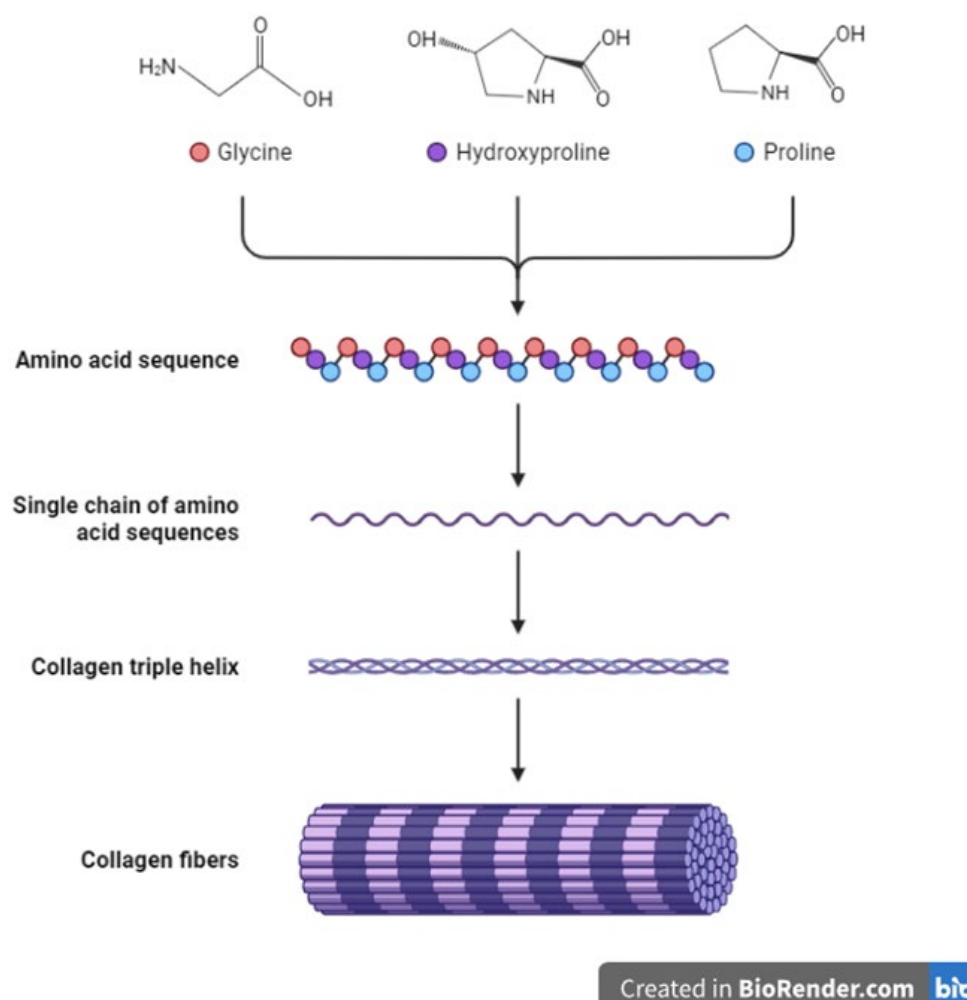 O
H₂N
OH
OH
OH
NH
O
OH
NH
O
Glycine
Hydroxyproline
Proline
Amino acid sequence
Single chain of amino
acid sequences
Collagen triple helix
Collagen fibers
Created in BioRender.com